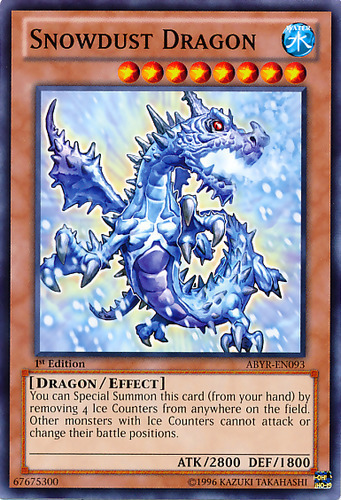 SNOWDUST DRAGON
WATER
水
1st Edition
ABYR-EN093
[DRAGON/EFFECT]
You can Special Summon this card (from your hand) by
removing 4 Ice Counters from anywhere on the field.
Other monsters with Ice Counters cannot attack or
change their battle positions.
ATK/2800 DEF/1800
67675300
©1996 KAZUKI TAKAHASHI